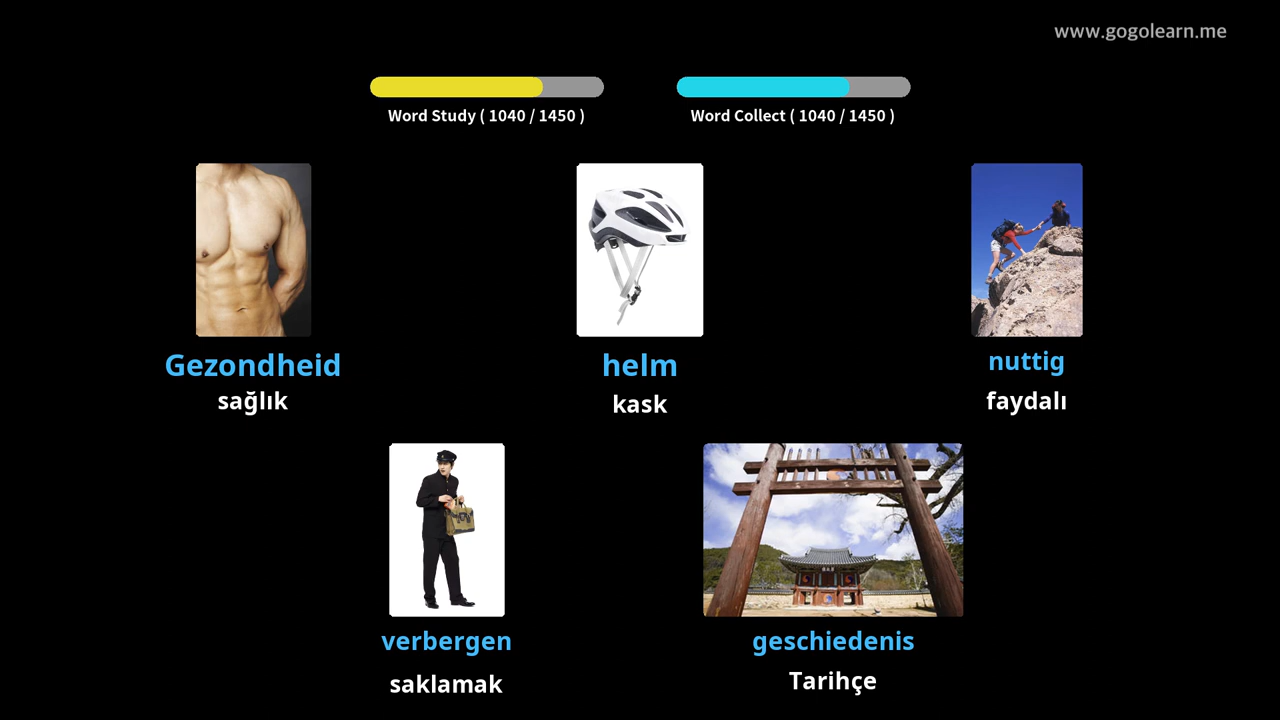 www.gogolearn.me
Word Study ( 1040 / 1450 )
Word Collect ( 1040 / 1450 )
Gezondheid
sağlık
helm
kask
nuttig
faydalı
verbergen
saklamak
geschiedenis
Tarihçe